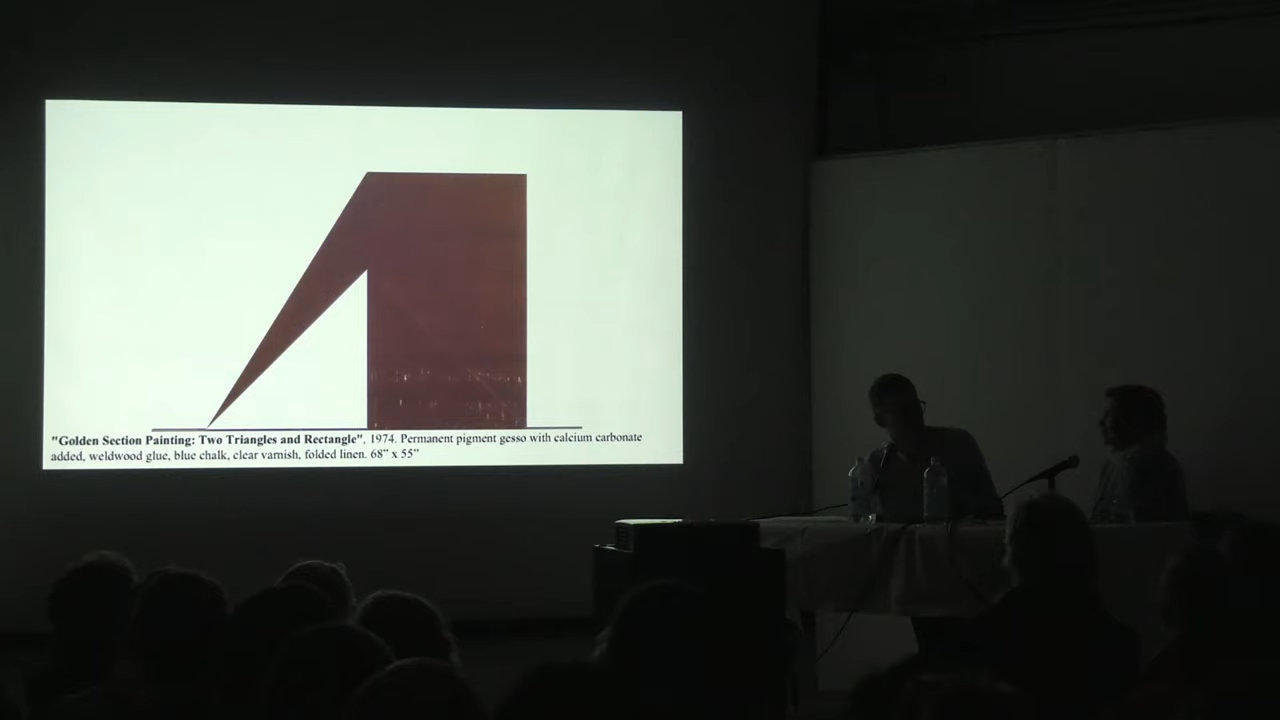 "Golden Section Painting: Two Triangles and Rectangle", 1974. Permanent pigment gesso with calcium carbonate
added, weldwood glue, blue chalk, clear varnish, folded linen. 68” x 55”